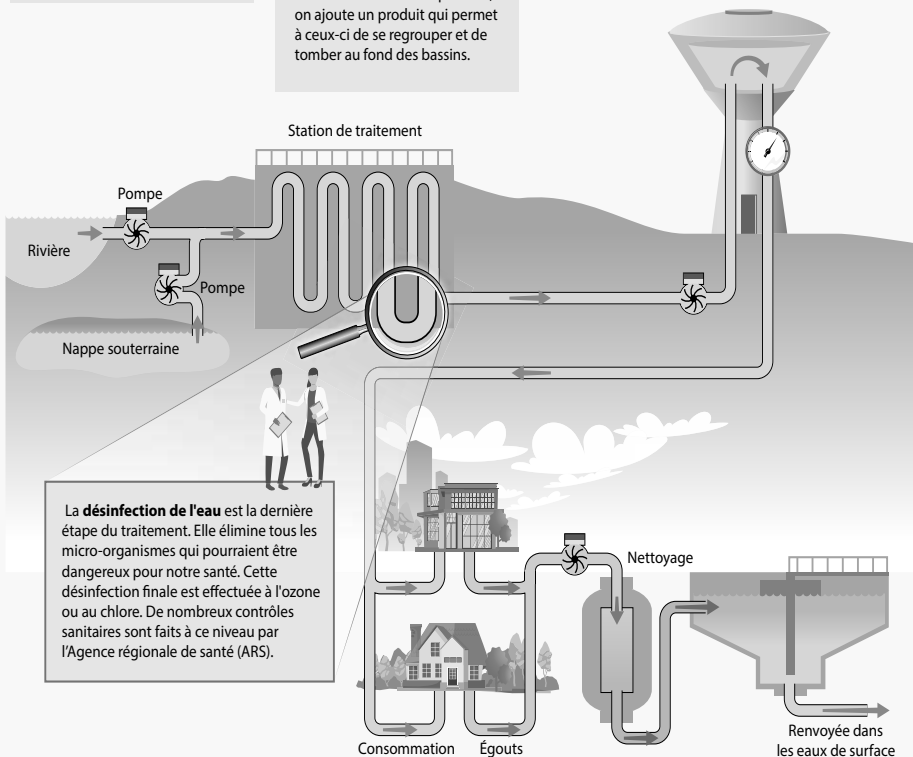 on ajoute un produit qui permet
à ceux-ci de se regrouper et de
tomber au fond des bassins.
Station de traitement
Pompe
Rivière
Pompe
Nappe souterraine
La désinfection de l'eau est la dernière
étape du traitement. Elle élimine tous les
micro-organismes qui pourraient être
dangereux pour notre santé. Cette
désinfection finale est effectuée à l'ozone
ou au chlore. De nombreux contrôles
sanitaires sont faits à ce niveau par
l'Agence régionale de santé (ARS).
Nettoyage
Consommation
Égouts
Renvoyée dans
les eaux de surface